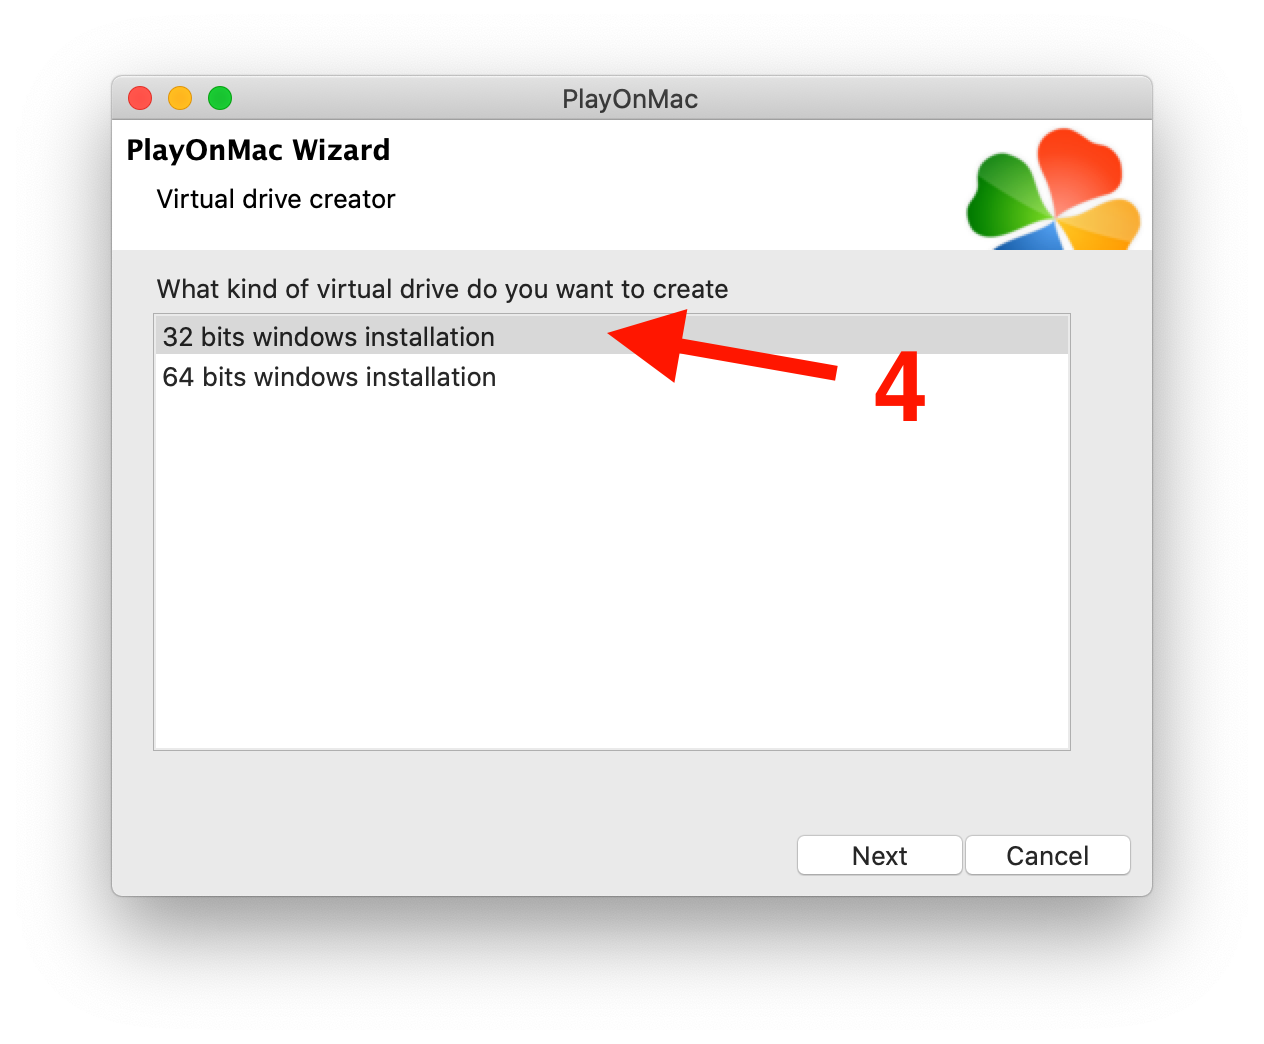 PlayOnMac
PlayOnMac Wizard
Virtual drive creator
What kind of virtual drive do you want to create
32 bits windows installation
64 bits windows installation
4
Next
Cancel